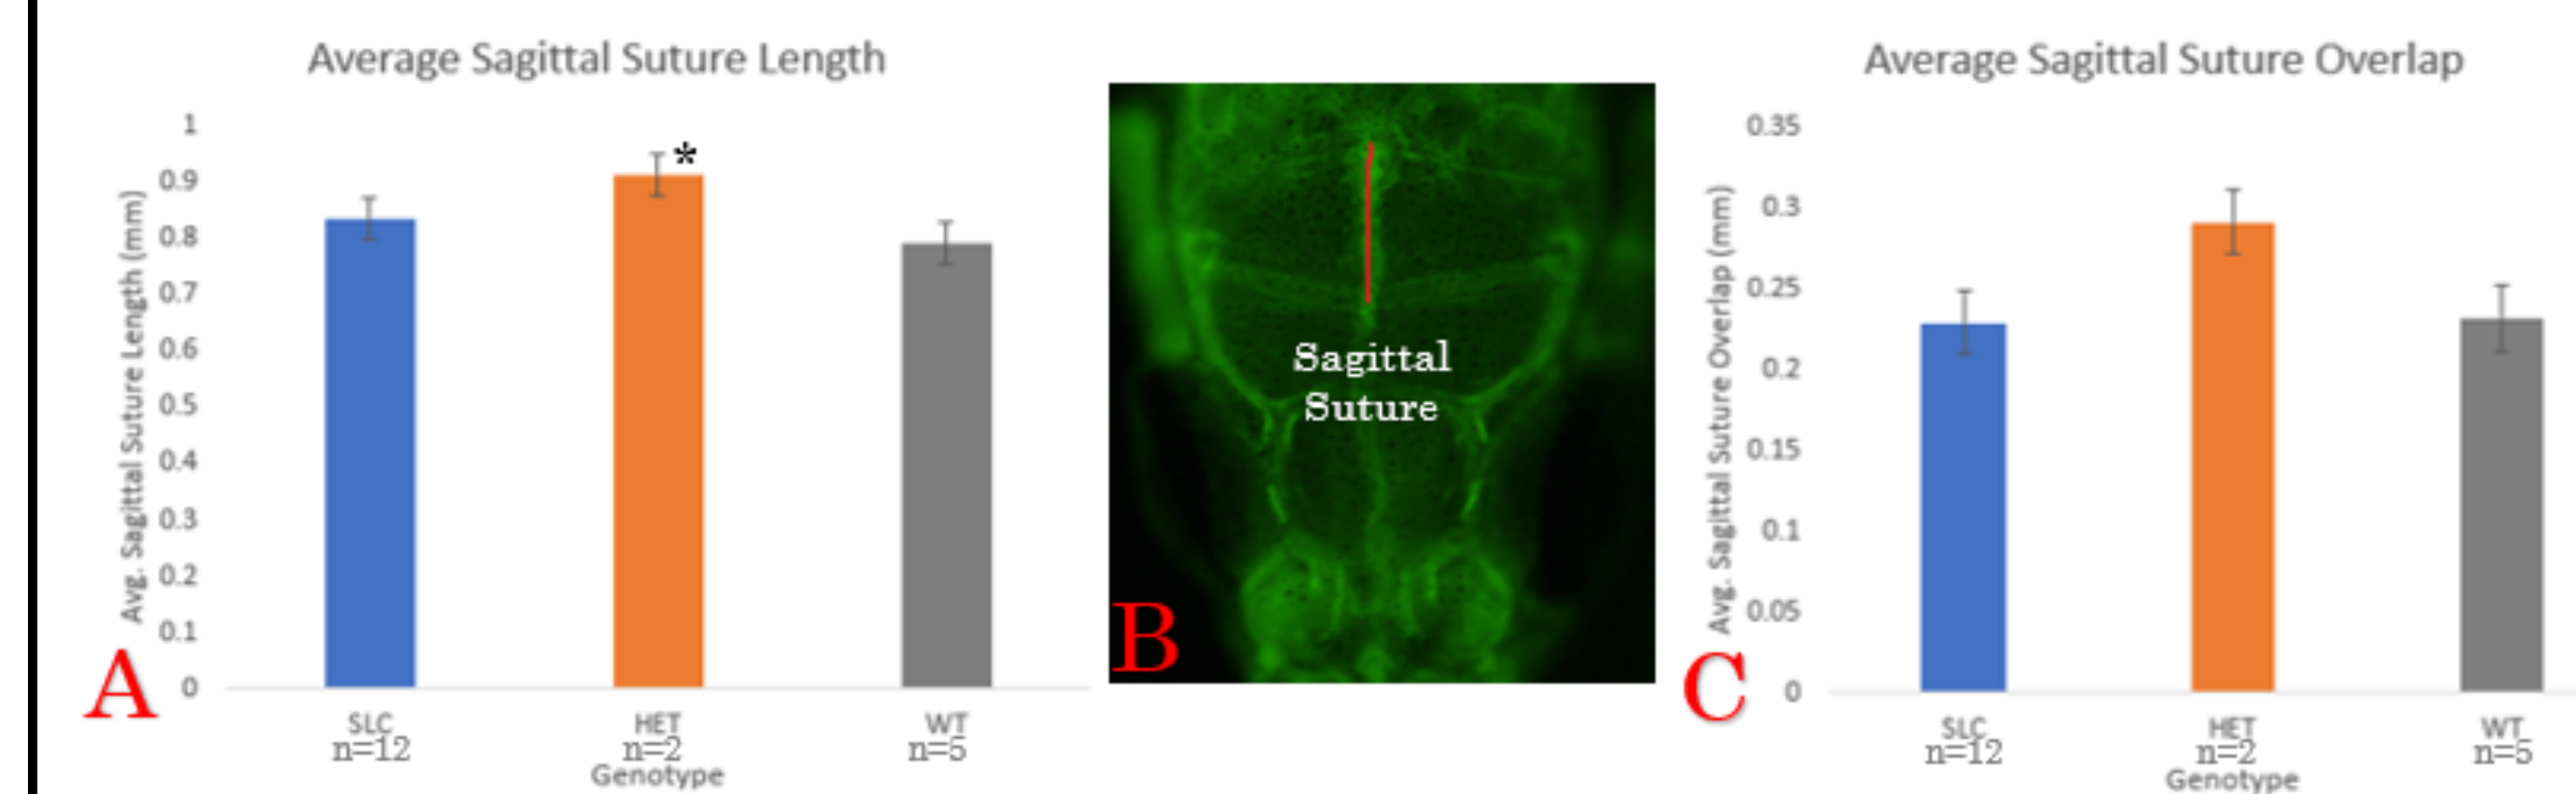 Average Sagittal Suture Length
Avg. Sagittal Suture Length (mm)
1
0.9
0.8
0.7
0.6
0.5
0.4
0.3
0.2
0.1
0
*
SLC
n=12
HET
n=2
WT
n=5
Genotype
A
Sagittal
Suture
B
Average Sagittal Suture Overlap
Avg. Sagittal Suture Overlap (mm)
0.35
0.3
0.25
0.2
0.15
0.1
0.05
0
SLC
n=12
HET
n=2
WT
n=5
Genotype
C